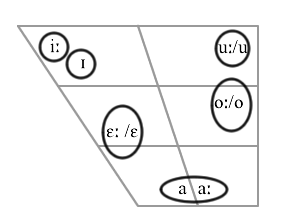 iː
ɪ
uː/u
oː/o
ɛː /ɛ
a aː